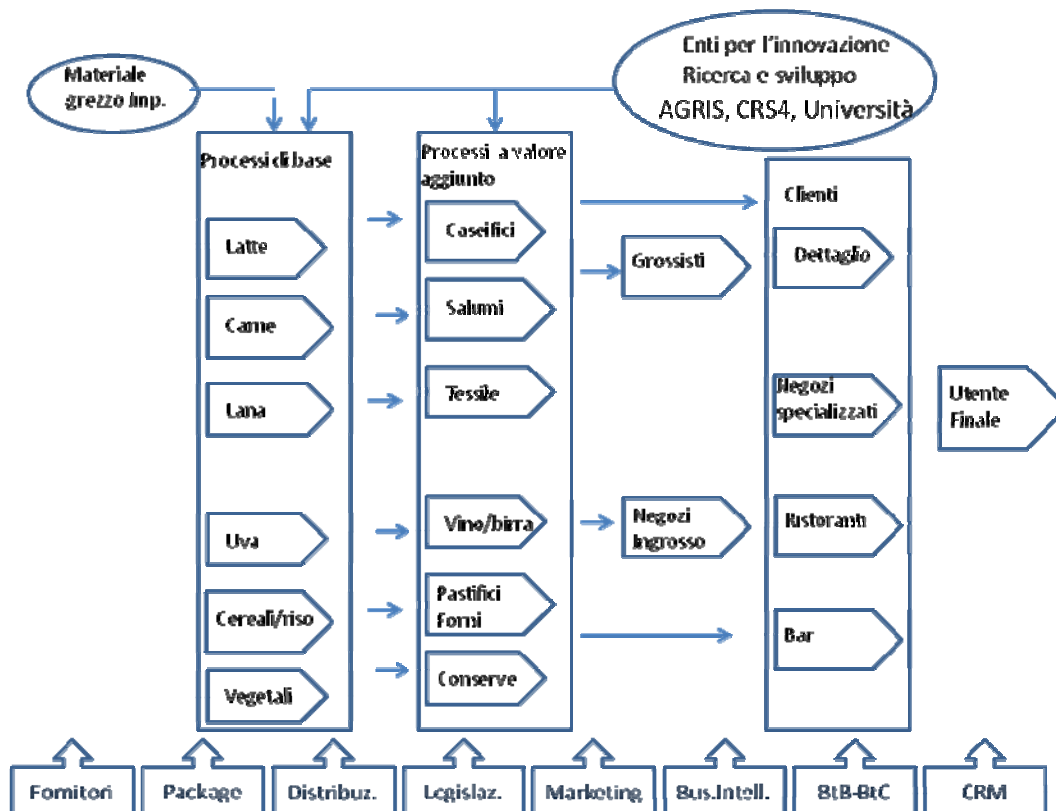 Materiale
grezzo Imp.
Enti per l'innovazione
Ricerca e sviluppo
AGRIS, CRS4, Università
Processi di base
Processi a valore
aggiunto
Clienti
Latte
Caseifici
Grossisti
Dettaglio
Carne
Salumi
Lana
Tessile
Negozi
specializzati
Utente
Finale
Uva
Vino/birra
Negozi
Ingrosso
Ristoranti
Cereali/riso
Pastifici
Forni
Bar
Vegetali
Conserve
Fornitori
Package
Distribuz.
Legislaz.
Marketing
Bus.Intell.
BtB-BtC
CRM